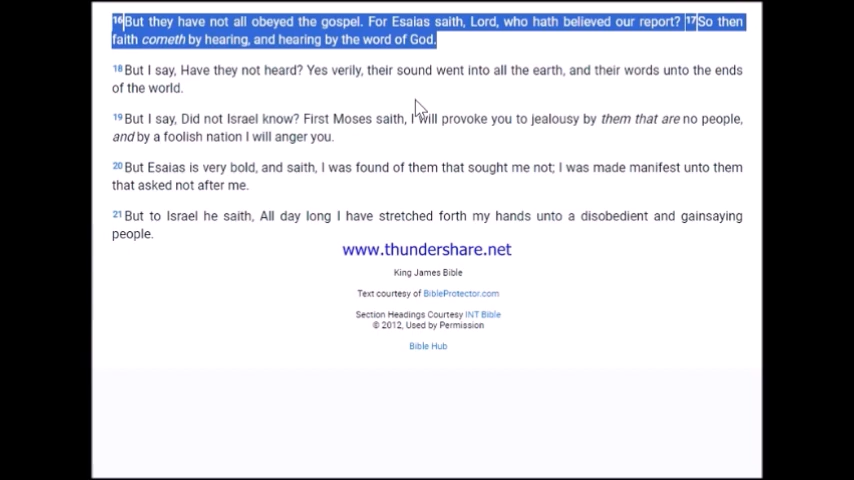 16But they have not all obeyed the gospel. For Esaias saith, Lord, who hath believed our report? 17So then
faith cometh by hearing, and hearing by the word of God.
18But I say, Have they not heard? Yes verily, their sound went into all the earth, and their words unto the ends
of the world.
19But I say, Did not Israel know? First Moses saith, I will provoke you to jealousy by them that are no people,
and by a foolish nation I will anger you.
20But Esaias is very bold, and saith, I was found of them that sought me not; I was made manifest unto them
that asked not after me.
21But to Israel he saith, All day long I have stretched forth my hands unto a disobedient and gainsaying
people.
www.thundershare.net
King James Bible
Text courtesy of BibleProtector.com
Section Headings Courtesy INT Bible
© 2012, Used by Permission
Bible Hub